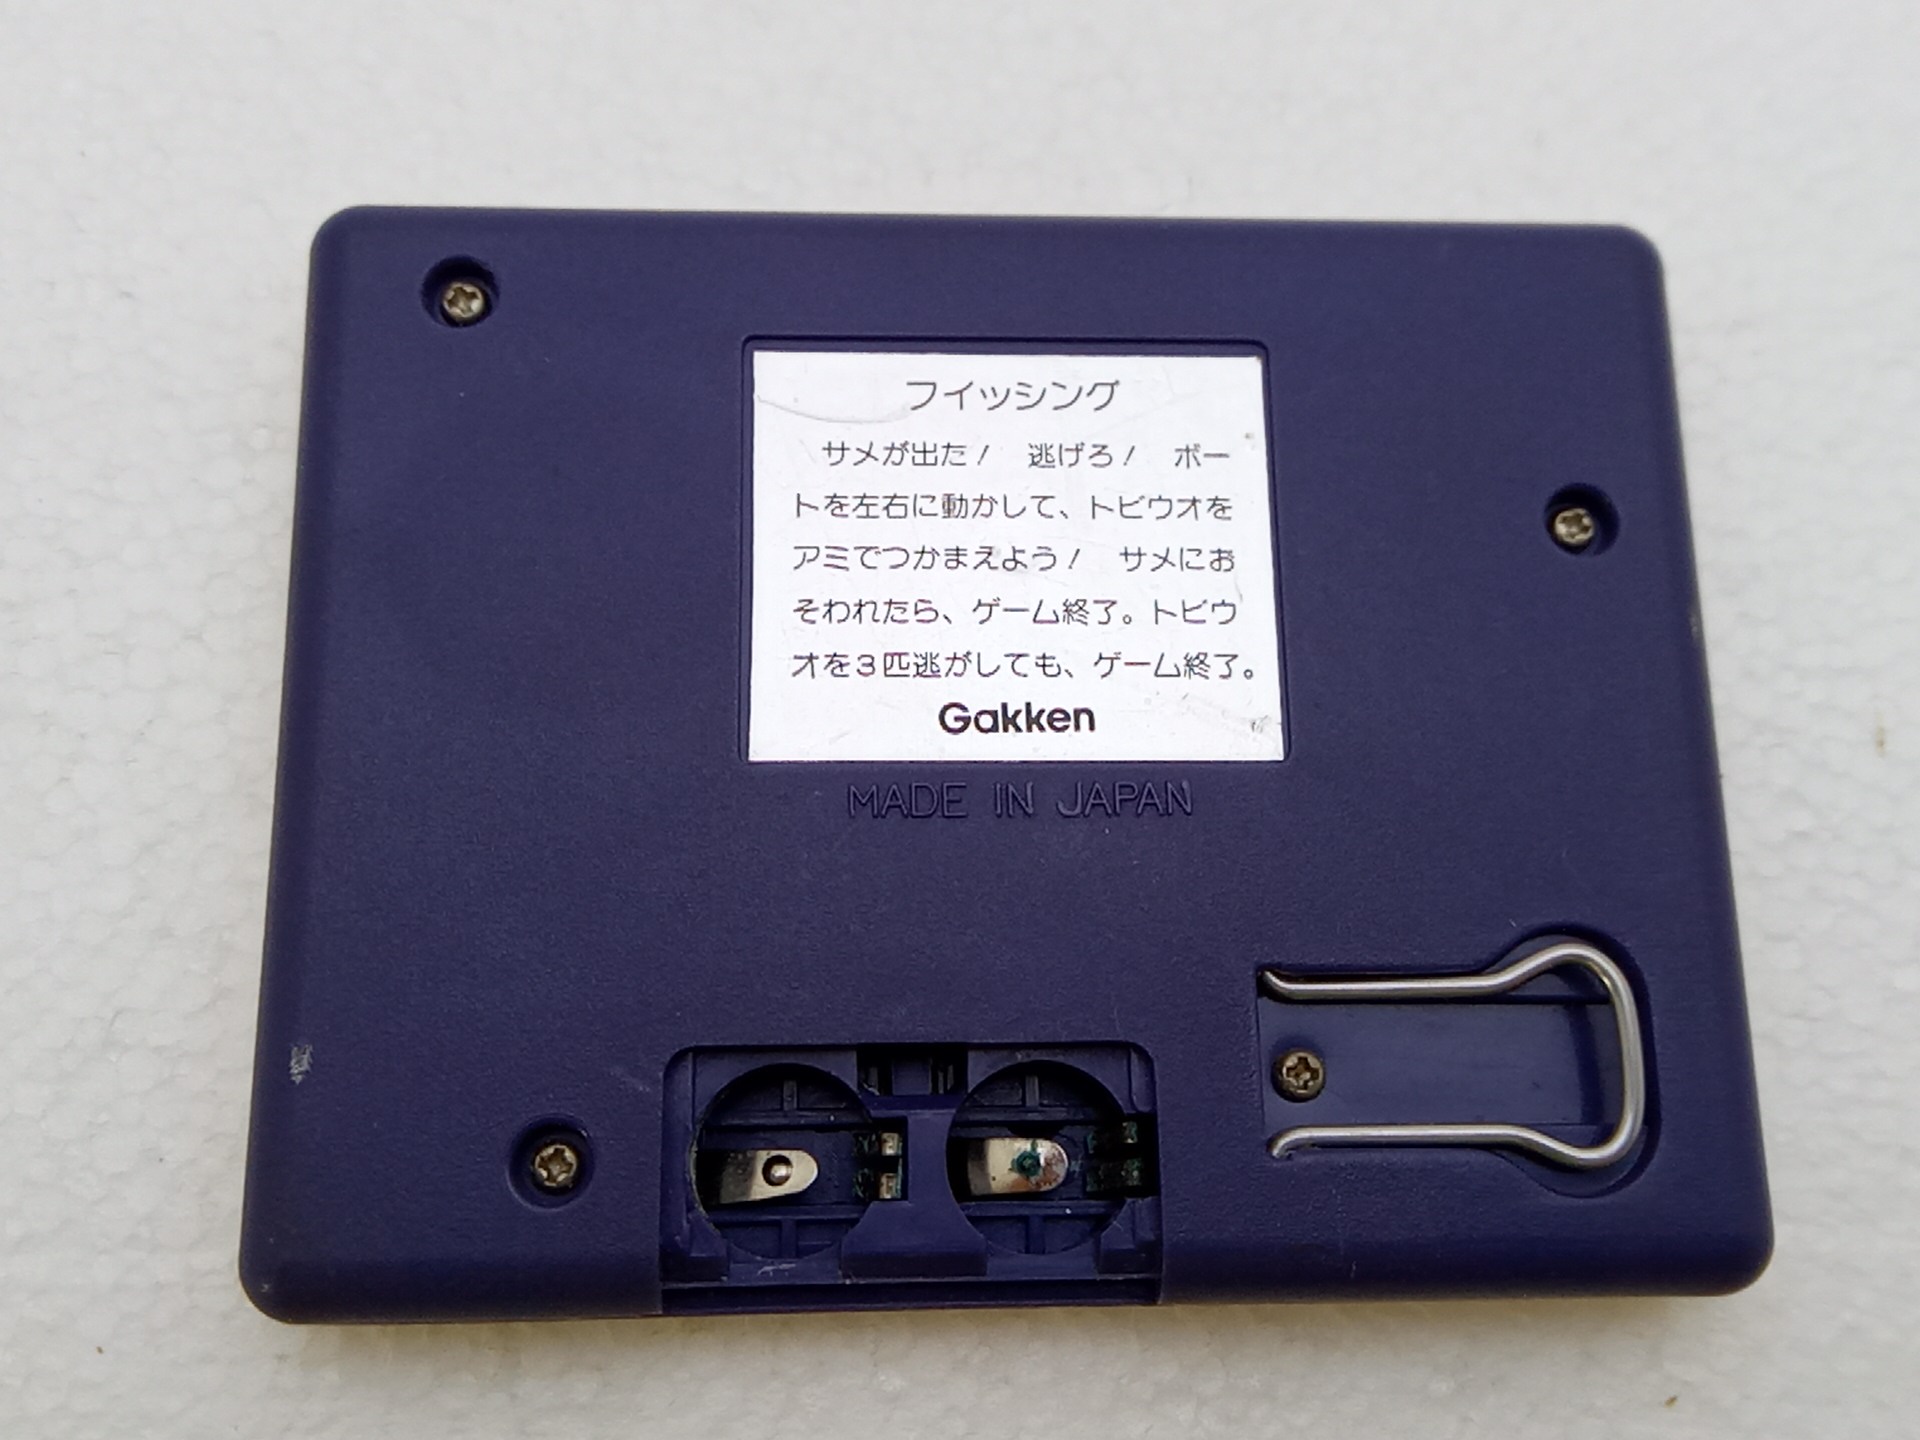 フイッシング
サメが出た！　逃げろ！　ボー
トを左右に動かして、トビウオを
アミでつかまえよう！　サメにお
そわれたら、ゲーム終了。トビウ
オを３匹逃がしても、ゲーム終了。
Gakken
MADE IN JAPAN